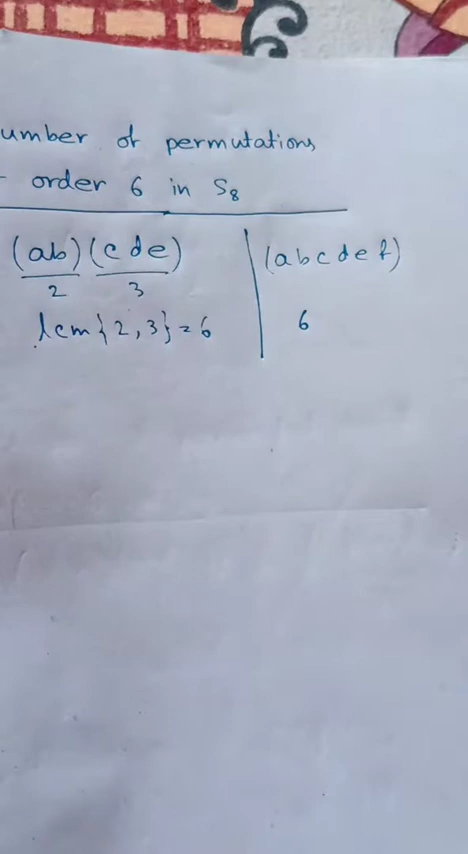 umber of permutations
order 6 in S8
(ab)(cde) | (abcdef)
2 3
lcm{2,3}=6 6